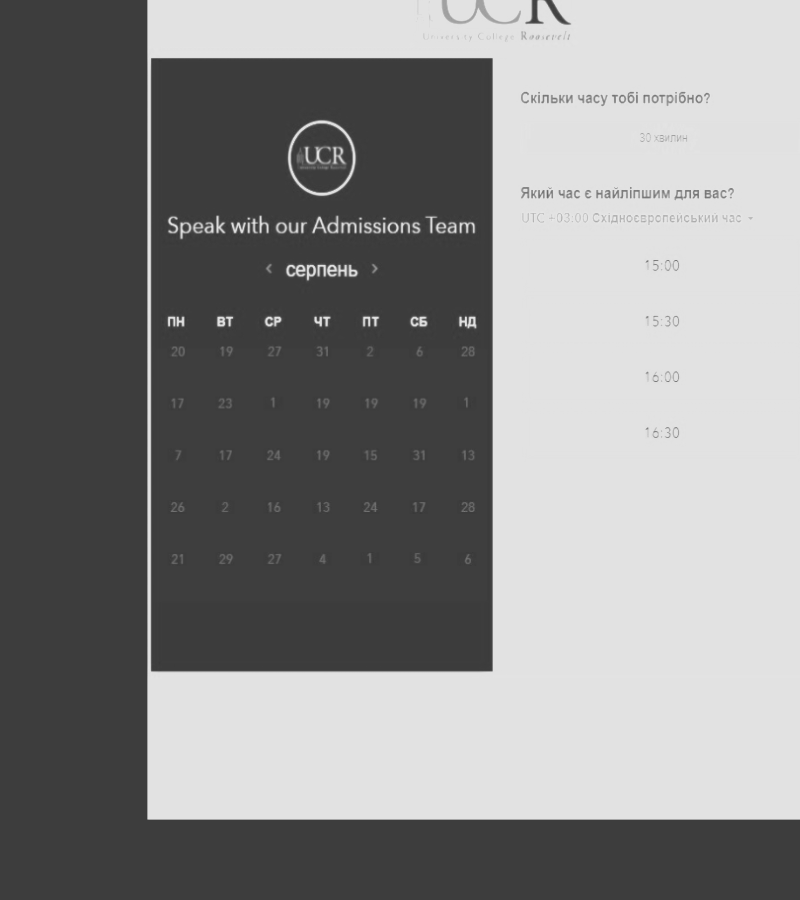 UCR
University College Roosevelt
UCR
Speak with our Admissions Team
‹ серпень ›
ПН ВТ СР ЧТ ПТ СБ НД
20 19 27 31 2 6 28
17 23 1 19 19 19 1
7 17 24 19 15 31 13
26 2 16 13 24 17 28
21 29 27 4 1 5 6
Скільки часу тобі потрібно?
30 хвилин
Який час є найліпшим для вас?
UTC +03:00 Східноєвропейський час
15:00
15:30
16:00
16:30